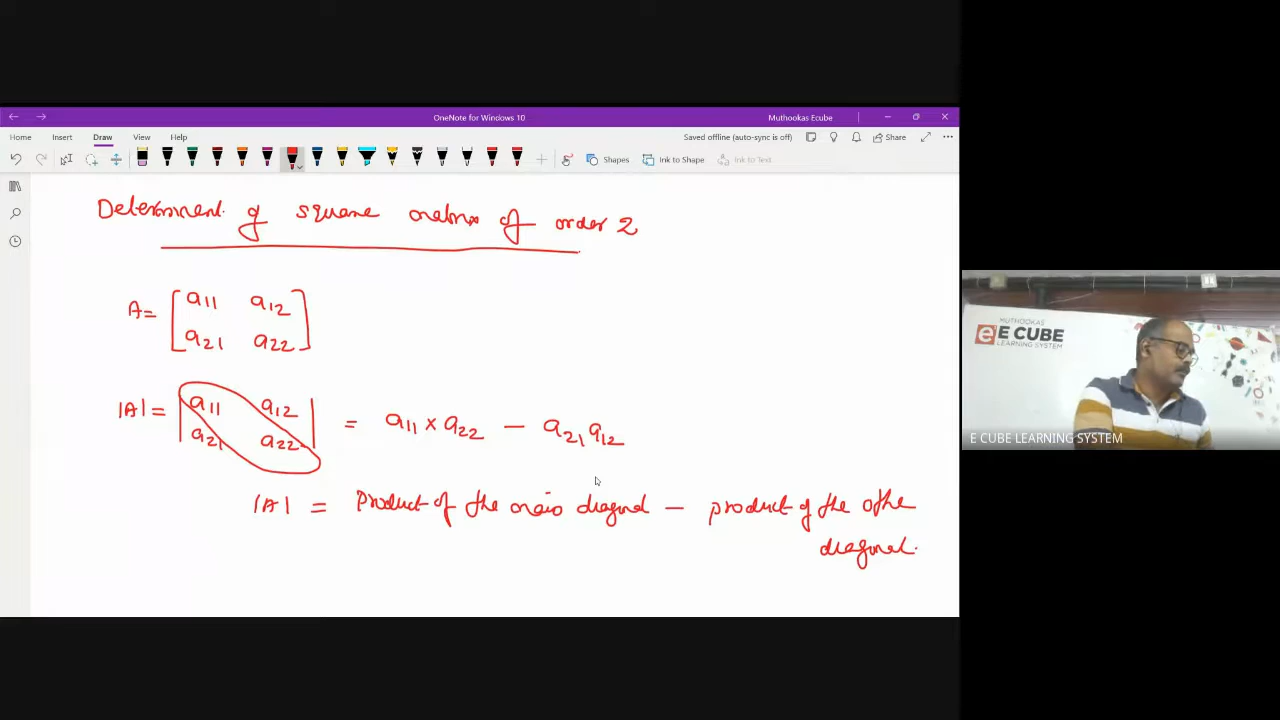 OneNote for Windows 10
Muthookas Ecube
Home Insert Draw View Help
Saved offline (auto-sync is off) Share
Shapes Ink to Shape Ink to Text
Determinent of square matrix of order 2
A = [ a11 a12
a21 a22 ]
|A| = | a11 a12 | = a11 × a22 − a21 a12
| a21 a22 |
|A| = Product of the main diagonal − product of the othe
diagonal.
MUTHOOKAS
e E CUBE
LEARNING SYSTEM
E CUBE LEARNING SYSTEM